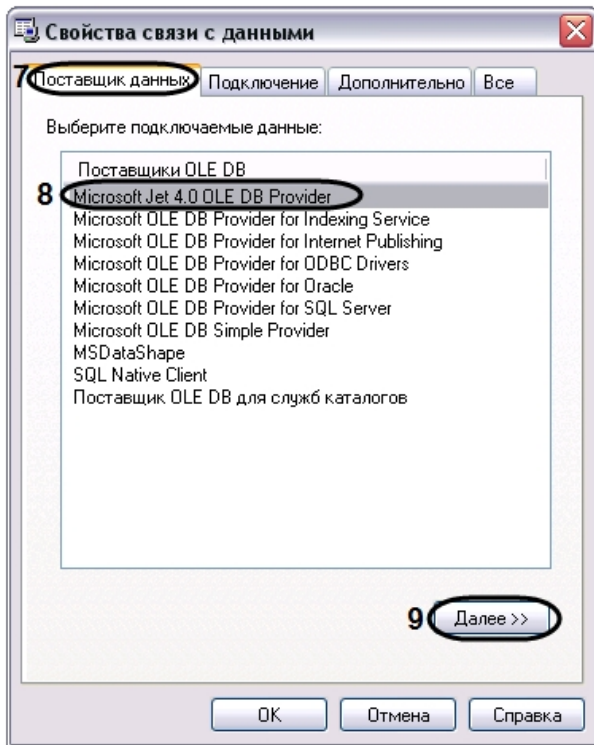 Свойства связи с данными
7 Поставщик данных Подключение Дополнительно Все
Выберите подключаемые данные:
Поставщики OLE DB
8 Microsoft Jet 4.0 OLE DB Provider
Microsoft OLE DB Provider for Indexing Service
Microsoft OLE DB Provider for Internet Publishing
Microsoft OLE DB Provider for ODBC Drivers
Microsoft OLE DB Provider for Oracle
Microsoft OLE DB Provider for SQL Server
Microsoft OLE DB Simple Provider
MSDataShape
SQL Native Client
Поставщик OLE DB для служб каталогов
9 Далее >>
OK Отмена Справка